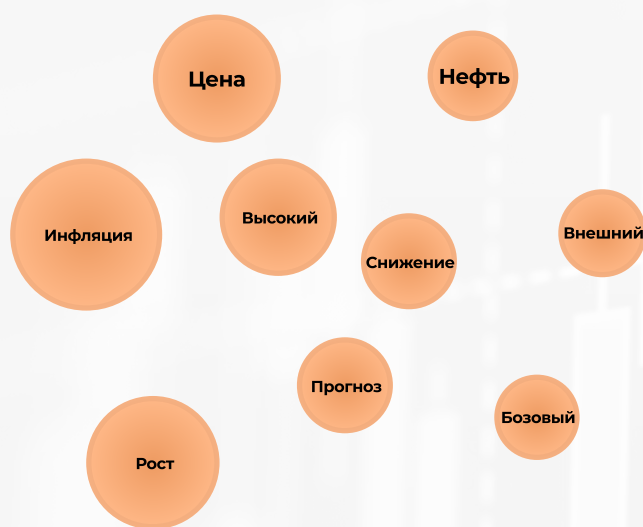 Цена
Нефть
Высокий
Инфляция
Внешний
Снижение
Прогноз
Бозовый
Рост